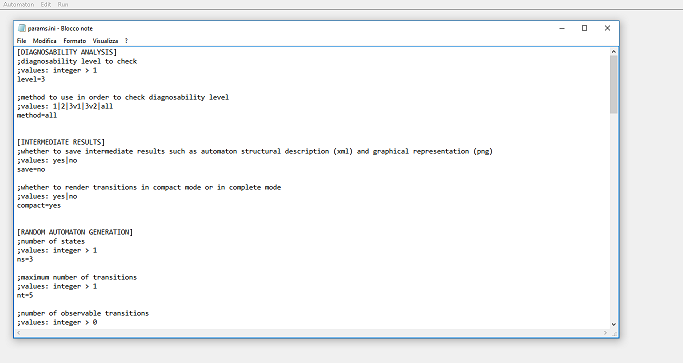 Automaton Edit Run
params.ini - Blocco note
File Modifica Formato Visualizza ?
[DIAGNOSABILITY ANALYSIS]
;diagnosability level to check
;values: integer > 1
level=3
;method to use in order to check diagnosability level
;values: 1|2|3v1|3v2|all
method=all
[INTERMEDIATE RESULTS]
;whether to save intermediate results such as automaton structural description (xml) and graphical representation (png)
;values: yes|no
save=no
;whether to render transitions in compact mode or in complete mode
;values: yes|no
compact=yes
[RANDOM AUTOMATON GENERATION]
;number of states
;values: integer > 1
ns=3
;maximum number of transitions
;values: integer > 1
nt=5
;number of observable transitions
;values: integer > 0